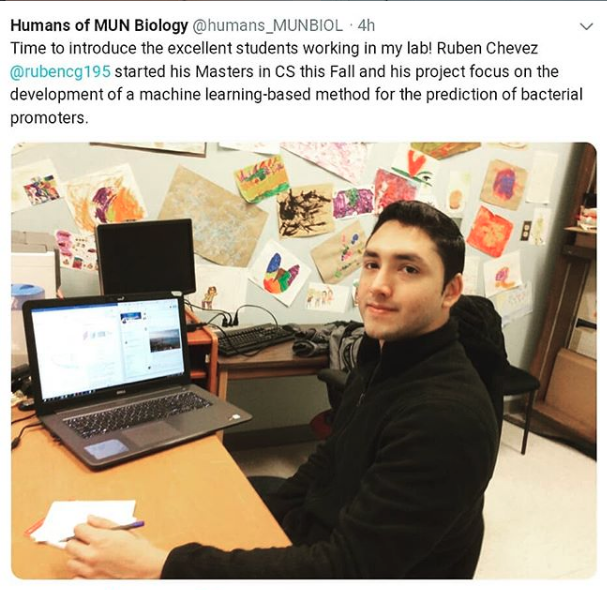 Humans of MUN Biology @humans_MUNBIOL · 4h
Time to introduce the excellent students working in my lab! Ruben Chevez
@rubencg195 started his Masters in CS this Fall and his project focus on the
development of a machine learning-based method for the prediction of bacterial
promoters.